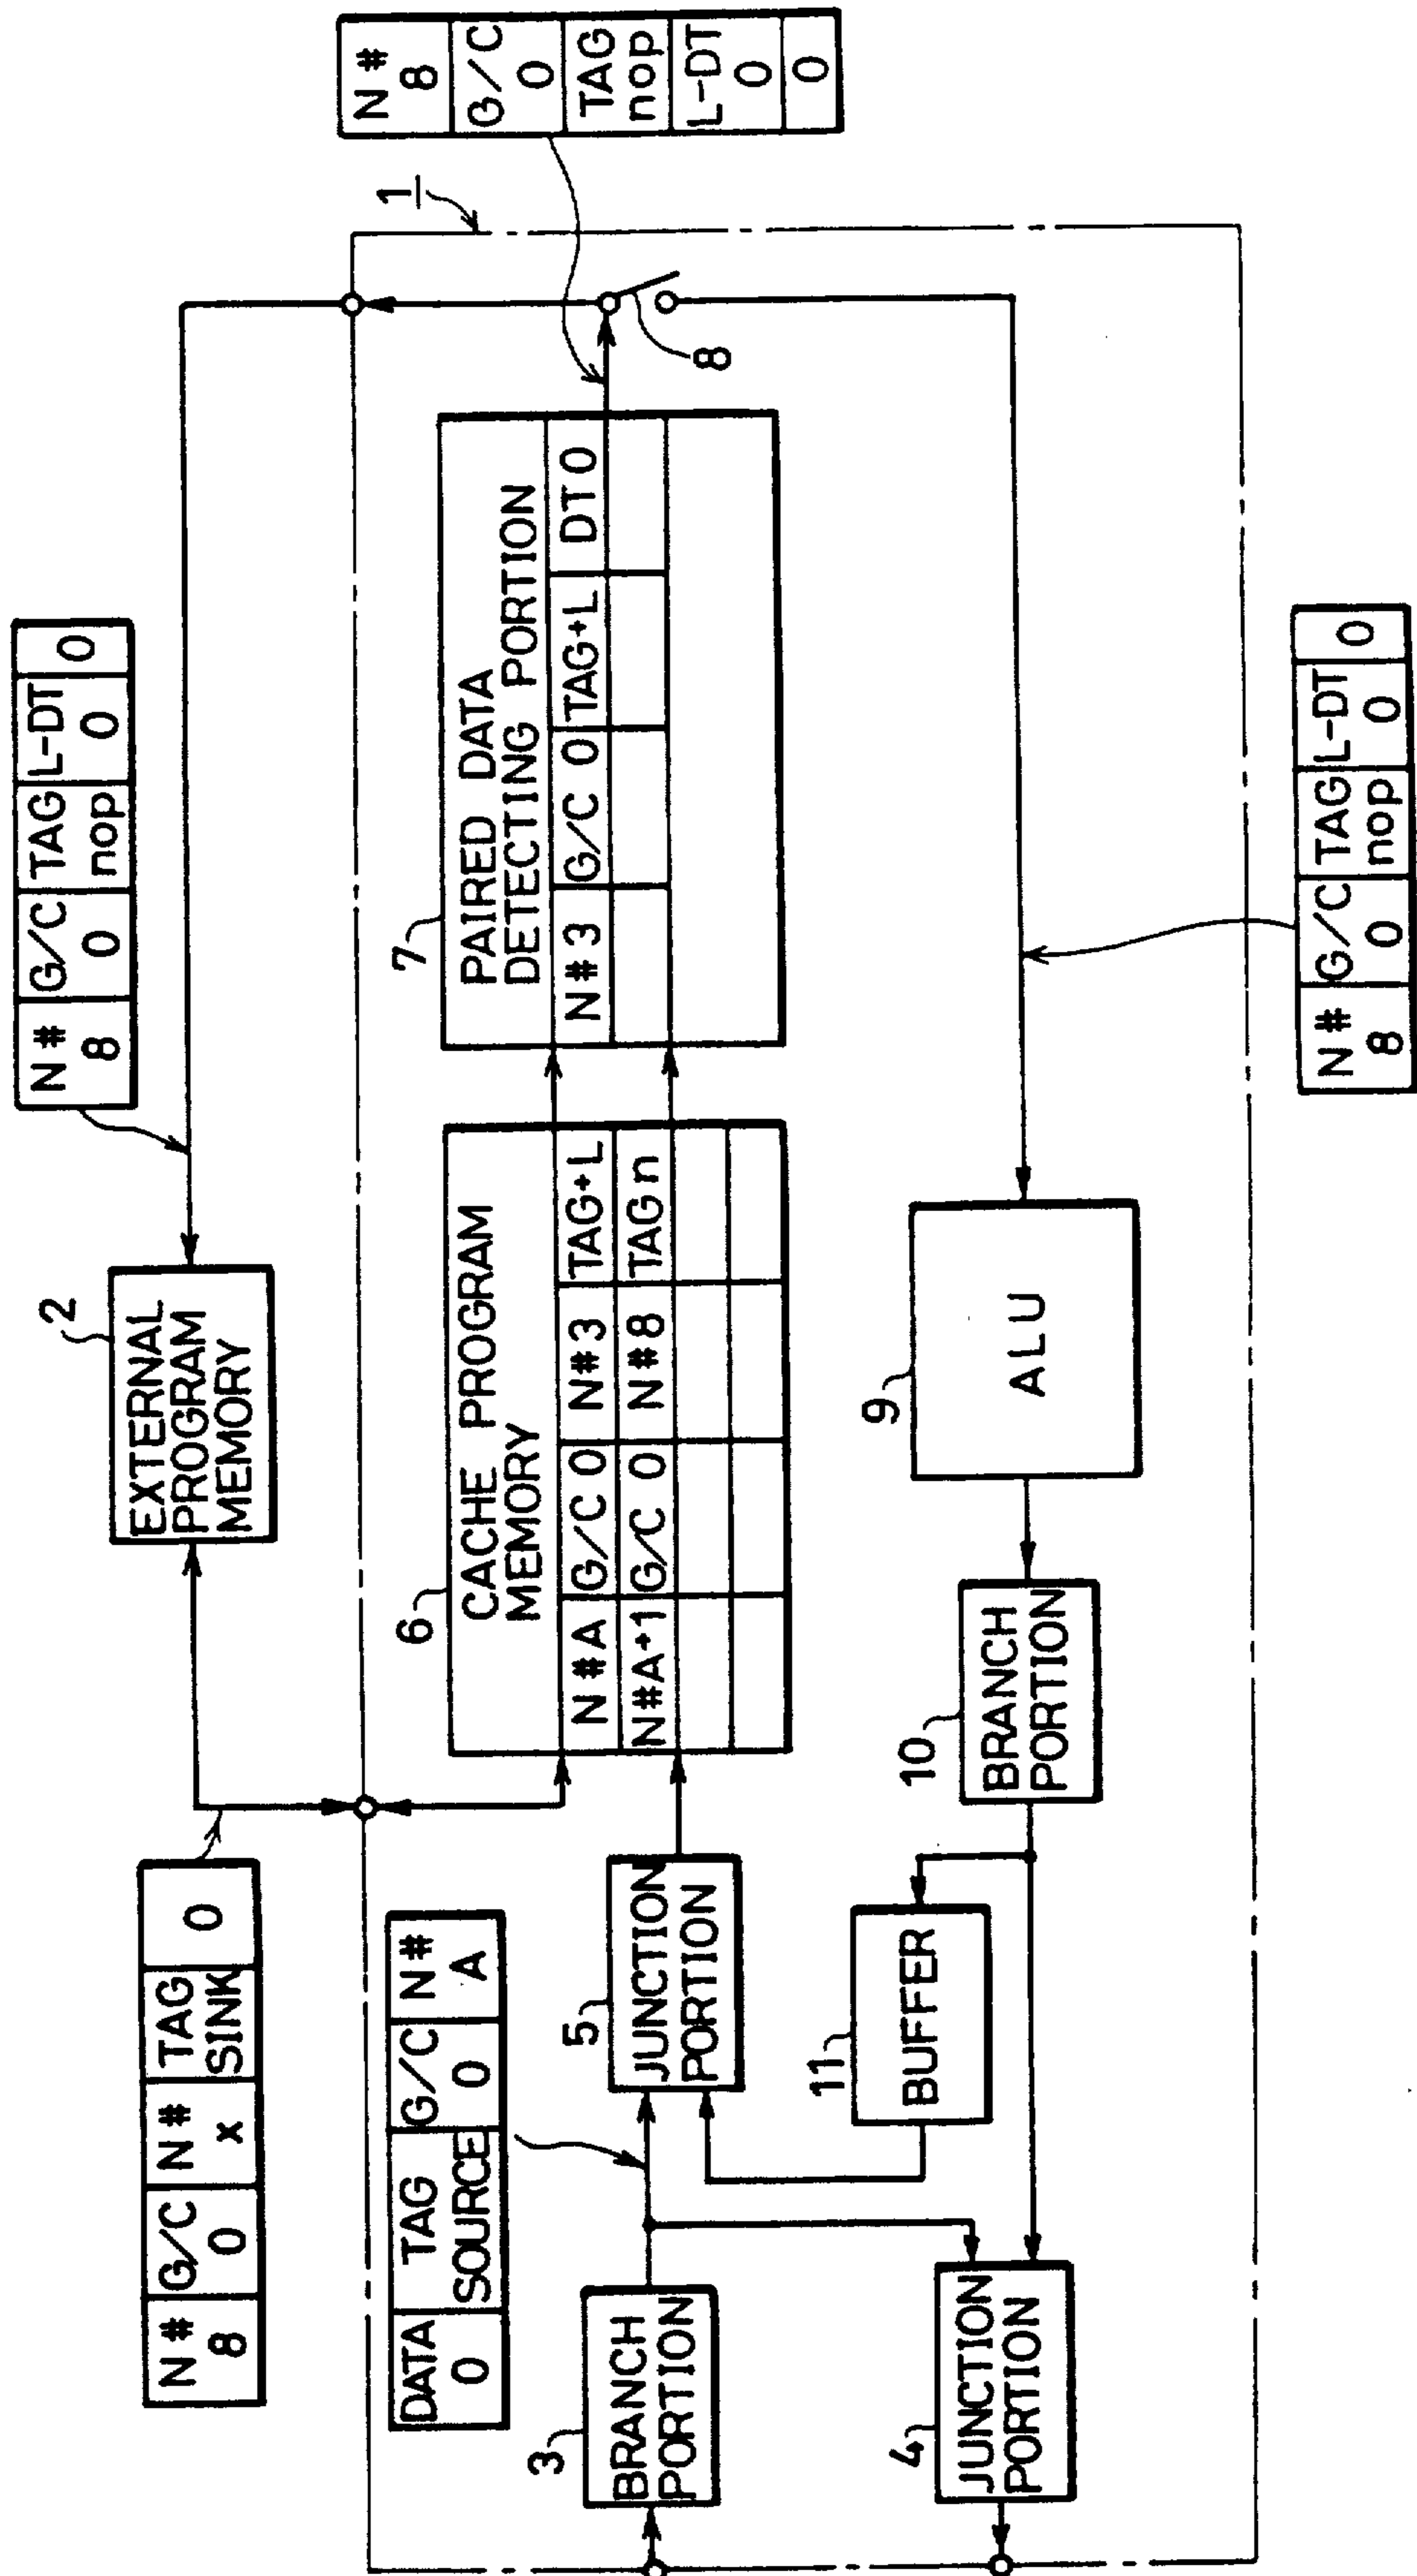 N# G/C TAG L-DT
8 0 nop 0 0
2
EXTERNAL
PROGRAM
MEMORY
N# G/C N# TAG
8 0 x SINK 0
N#
8
G/C
0
TAG
nop
L-DT
0
0
1
DATA TAG G/C N#
0 SOURCE 0 A
6
CACHE PROGRAM
MEMORY
N#A G/C 0 N#3 TAG+L
N#A+1 G/C 0 N#8 TAG n
7
PAIRED DATA
DETECTING PORTION
N#3 G/C 0 TAG+L DT 0
8
3
BRANCH
PORTION
5
JUNCTION
PORTION
11
BUFFER
4
JUNCTION
PORTION
10
BRANCH
PORTION
9
ALU
N# G/C TAG L-DT
8 0 nop 0 0